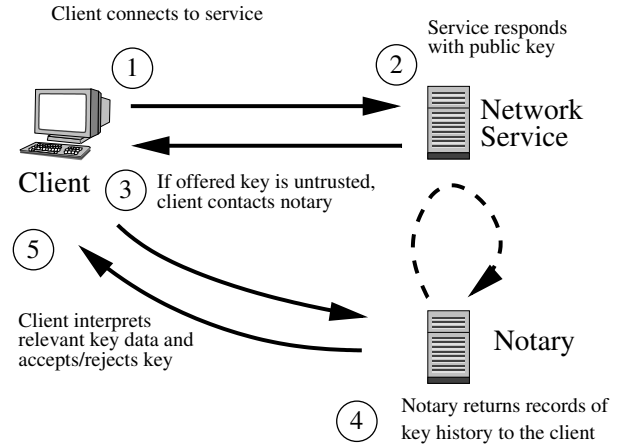 Client connects to service
1
2
Service responds
with public key
Network
Service
Client
3
If offered key is untrusted,
client contacts notary
5
Client interprets
relevant key data and
accepts/rejects key
Notary
4
Notary returns records of
key history to the client